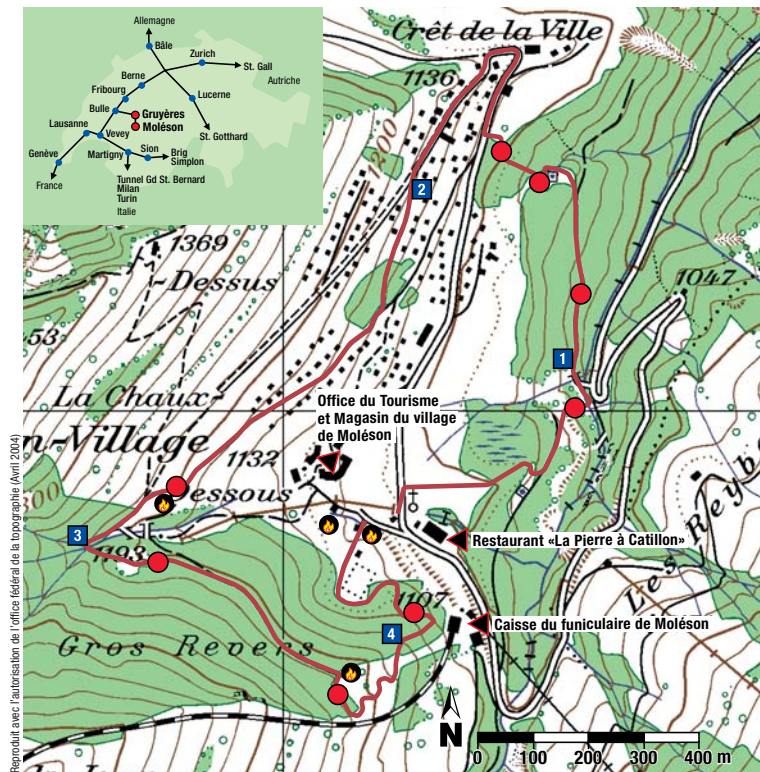 Allemagne
Bâle
Zurich
St. Gall
Autriche
Berne
Fribourg
Lucerne
Bulle
Gruyères
Moléson
Lausanne
Vevey
St. Gotthard
Genève
Martigny
Sion
Brig
Simplon
France
Tunnel Gd St. Bernard
Milan
Turin
Italie
Crêt de la Ville
1136
1200
2
1369
Dessus
1047
53
1
La Chaux
Office du Tourisme
et Magasin du village
de Moléson
n-Village
1132
Dessous
300
3
1193
Restaurant «La Pierre à Catillon»
Les Reybe
1107
4
Caisse du funiculaire de Moléson
Gros Revers
N
0 100 200 300 400 m
Reproduit avec l'autorisation de l'office fédéral de la topographie (Avril 2004)